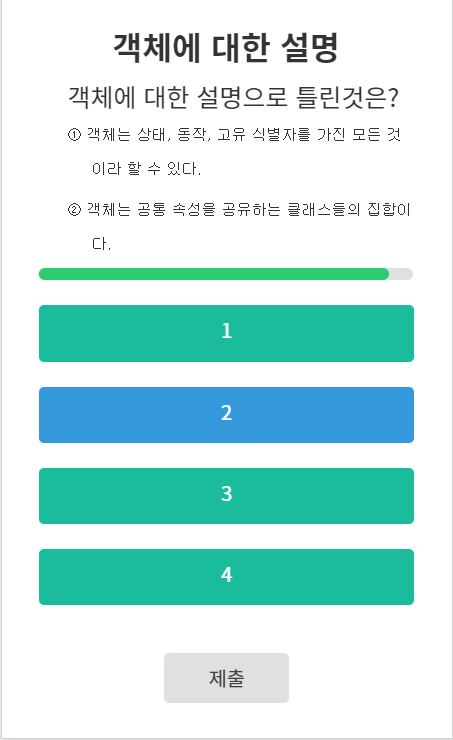 객체에 대한 설명
객체에 대한 설명으로 틀린것은?
① 객체는 상태, 동작, 고유 식별자를 가진 모든 것
이라 할 수 있다.
② 객체는 공통 속성을 공유하는 클래스들의 집합이
다.
1
2
3
4
제출